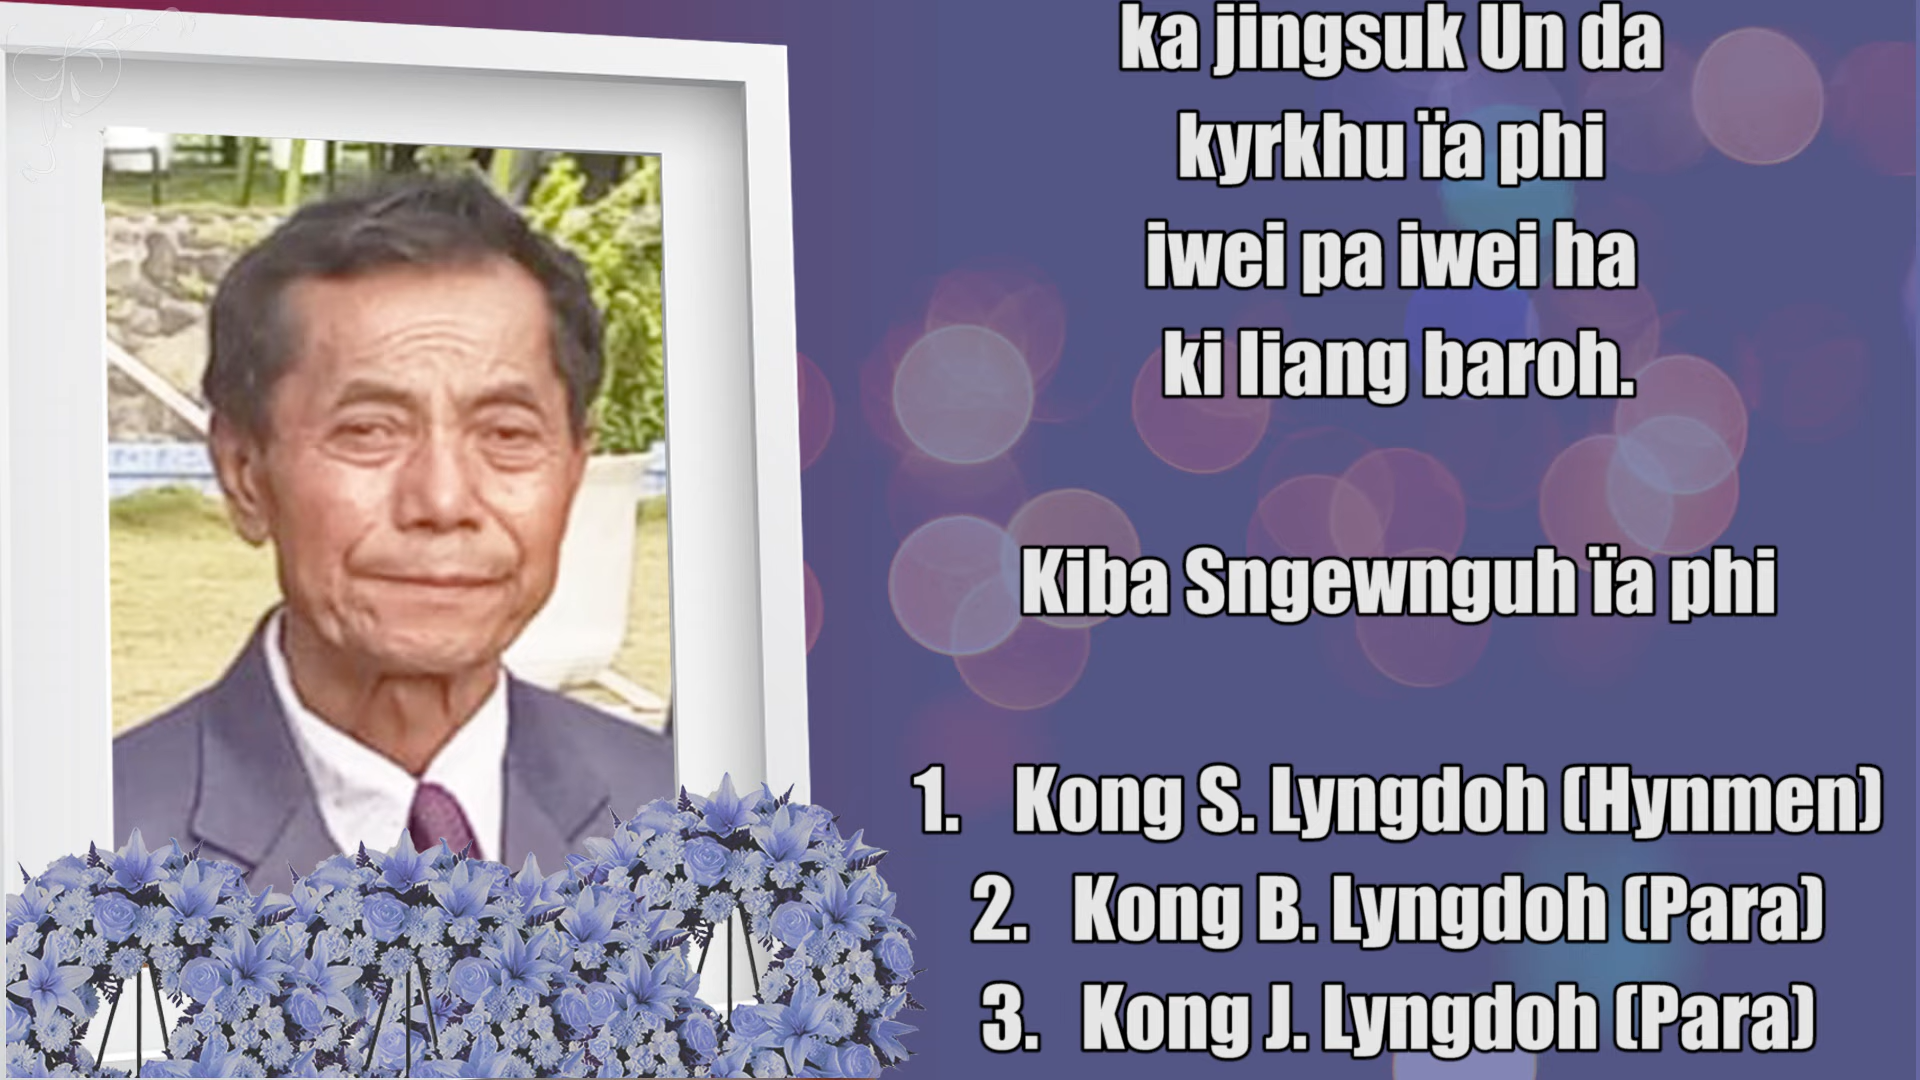 ka jingsuk Un da
kyrkhu ïa phi
iwei pa iwei ha
ki liang baroh.
Kiba Sngewnguh ïa phi
1. Kong S. Lyngdoh (Hynmen)
2. Kong B. Lyngdoh (Para)
3. Kong J. Lyngdoh (Para)